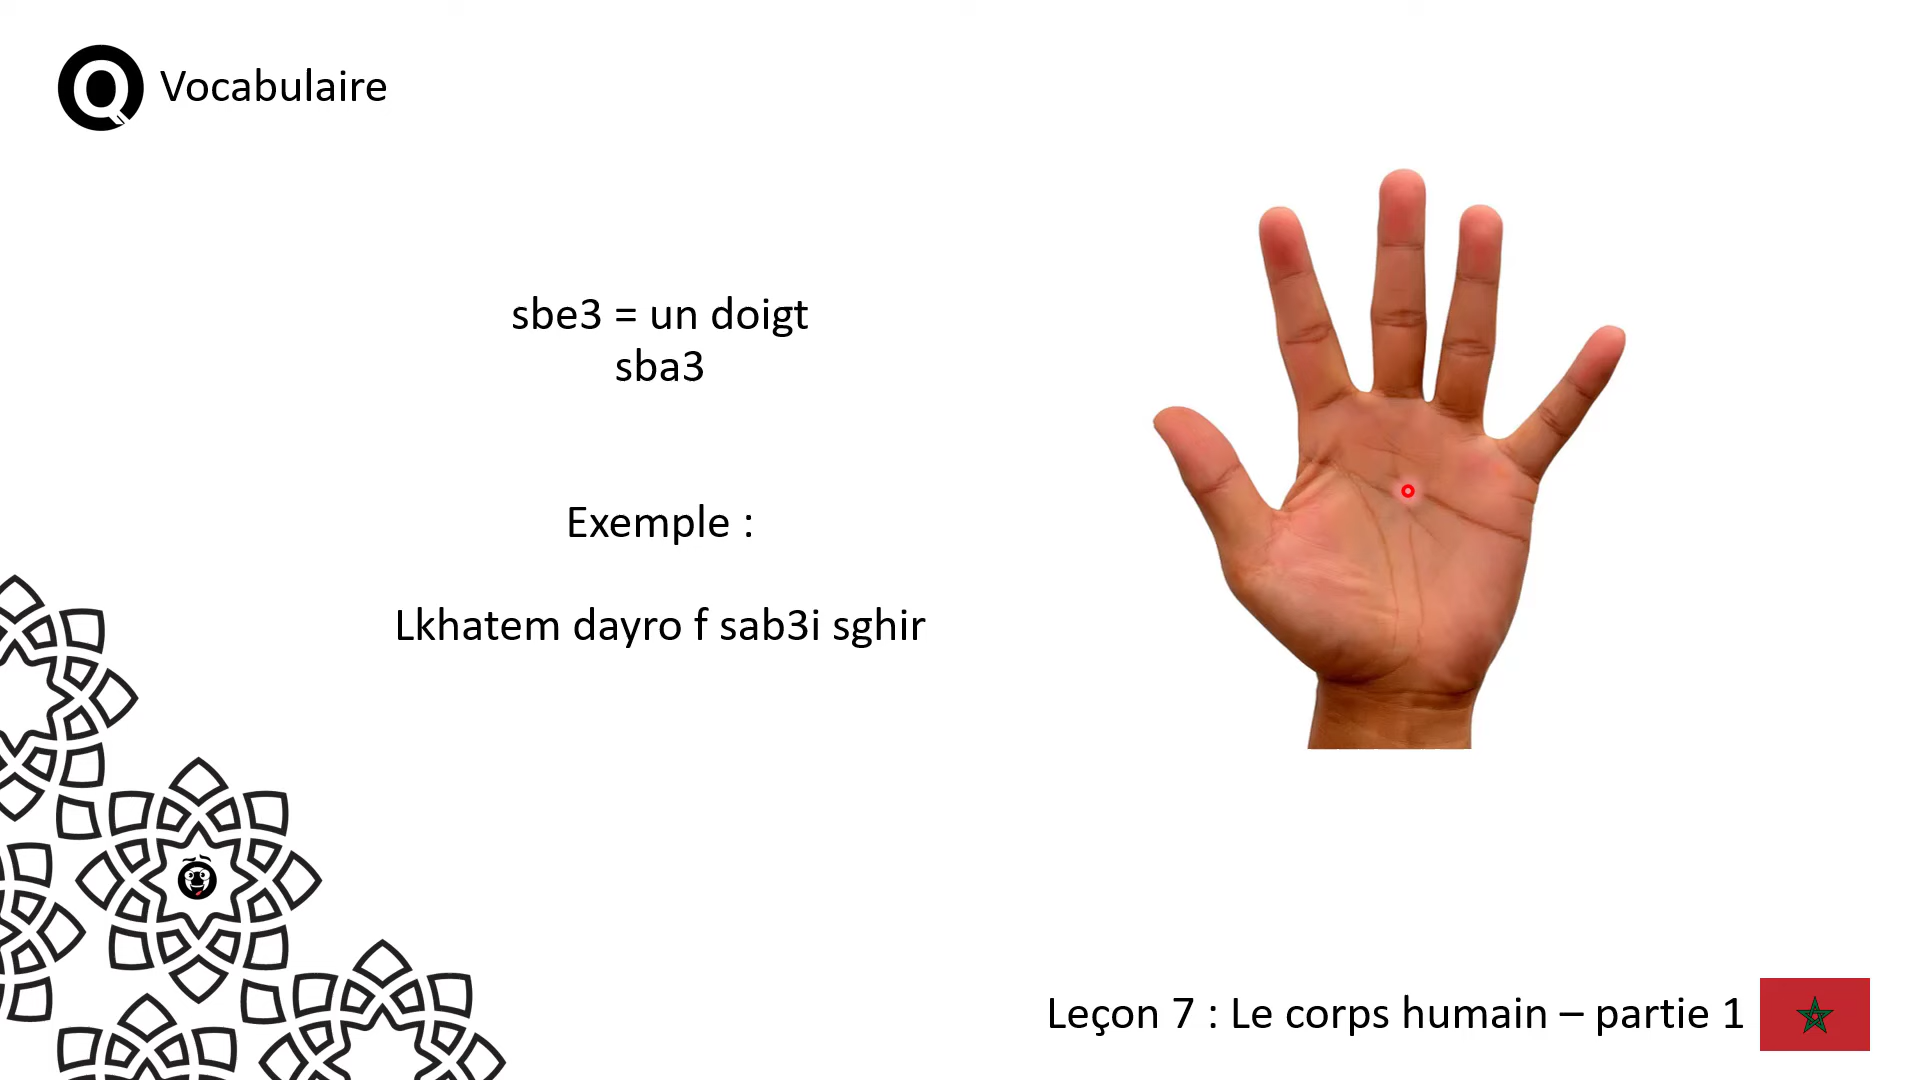 Q Vocabulaire
sbe3 = un doigt
sba3
Exemple :
Lkhatem dayro f sab3i sghir
Leçon 7 : Le corps humain – partie 1